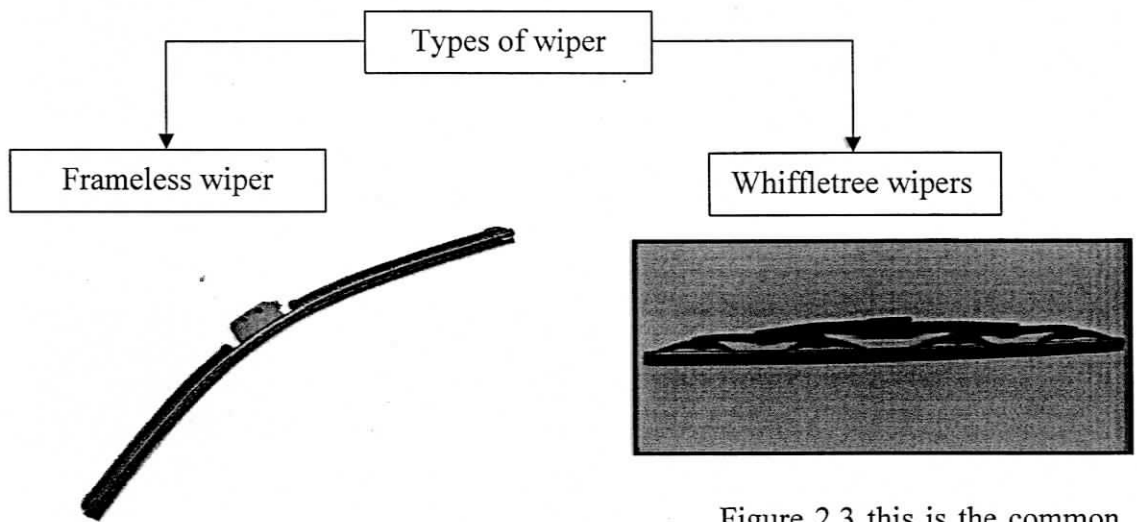 Types of wiper
Frameless wiper
Whiffletree wipers
Figure 2.3 this is the common